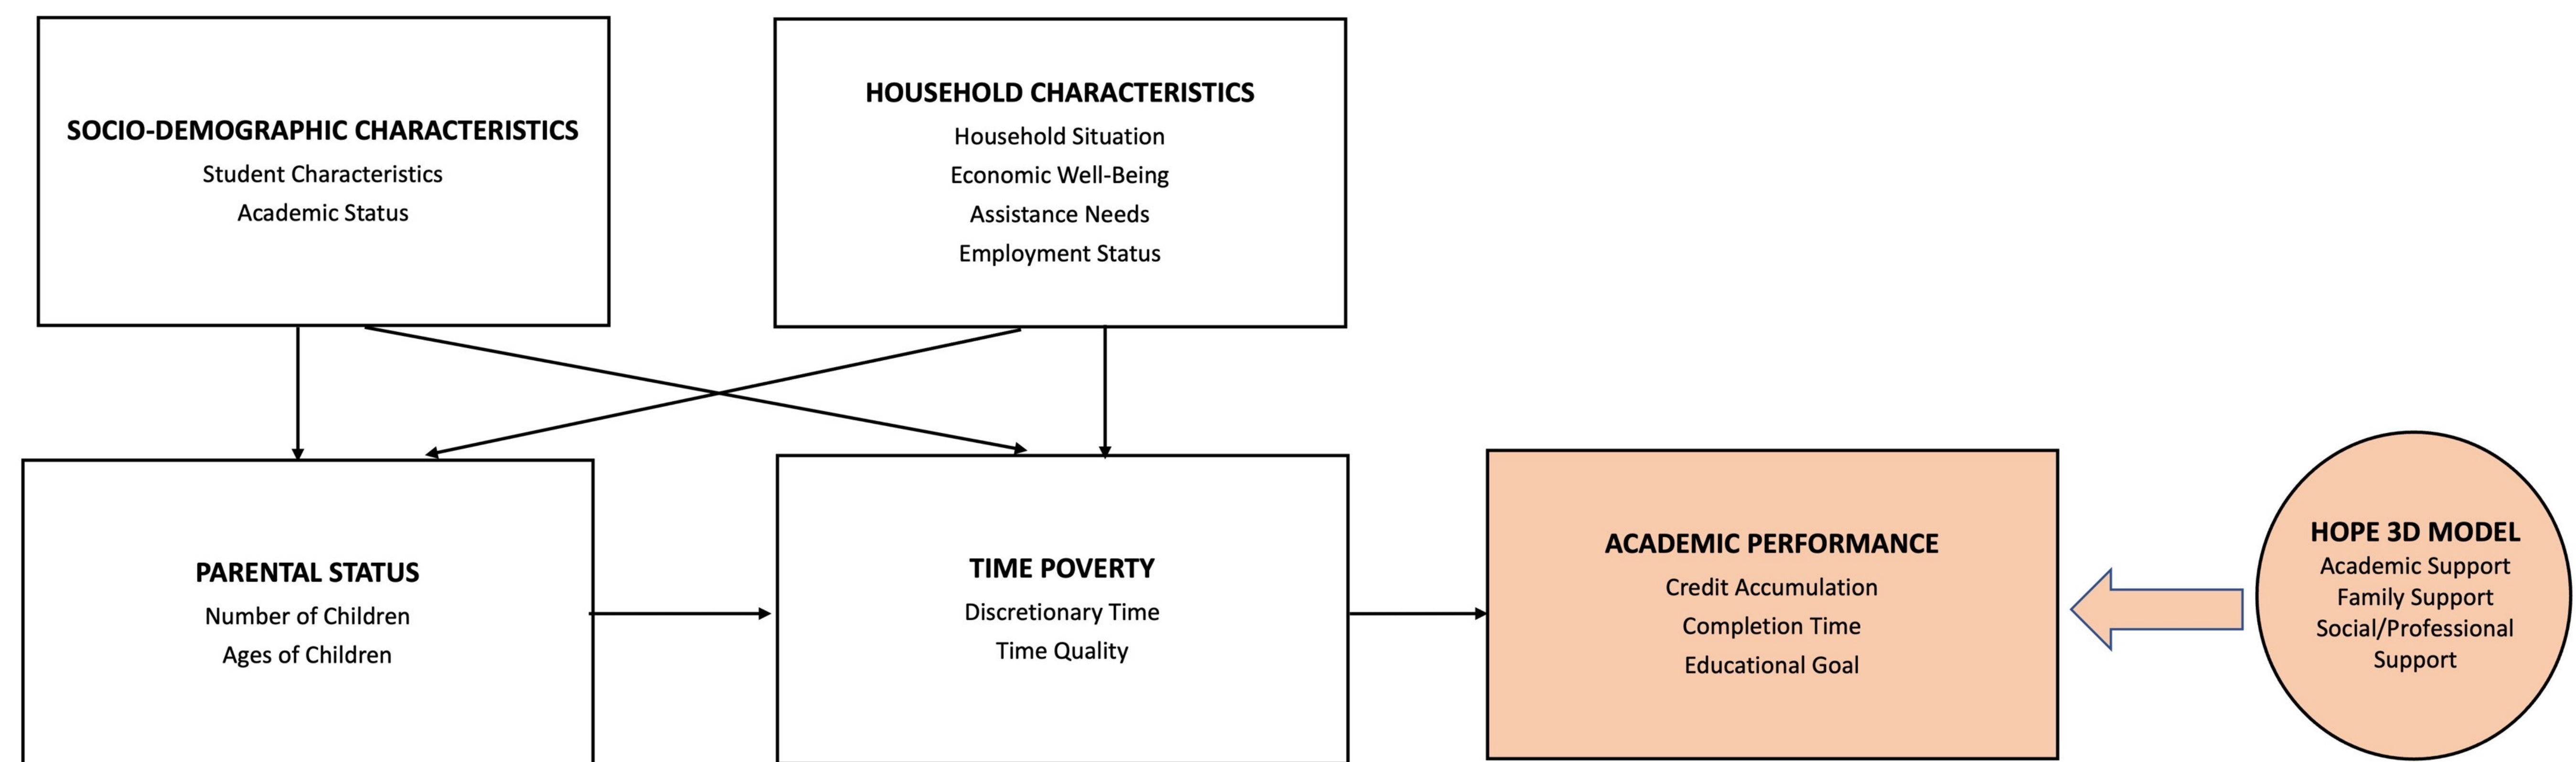 SOCIO-DEMOGRAPHIC CHARACTERISTICS
Student Characteristics
Academic Status
HOUSEHOLD CHARACTERISTICS
Household Situation
Economic Well-Being
Assistance Needs
Employment Status
PARENTAL STATUS
Number of Children
Ages of Children
TIME POVERTY
Discretionary Time
Time Quality
ACADEMIC PERFORMANCE
Credit Accumulation
Completion Time
Educational Goal
HOPE 3D MODEL
Academic Support
Family Support
Social/Professional
Support